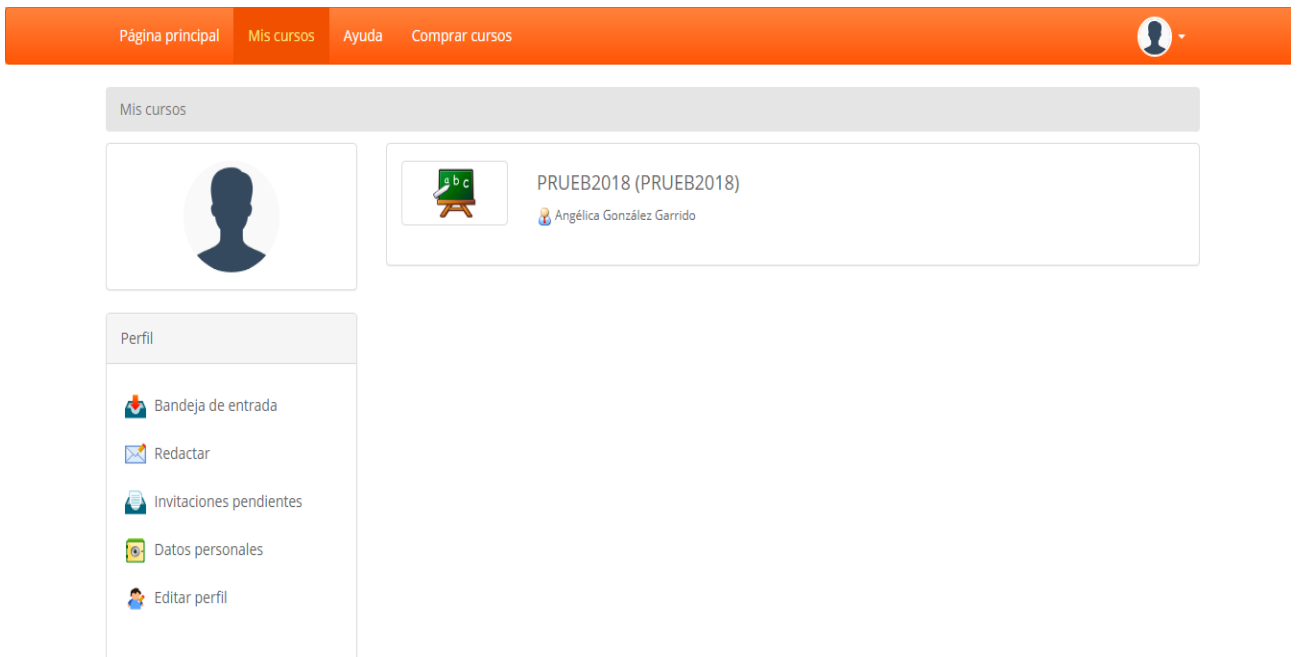 Página principal Mis cursos Ayuda Comprar cursos
Mis cursos
PRUEB2018 (PRUEB2018)
Angélica González Garrido
Perfil
Bandeja de entrada
Redactar
Invitaciones pendientes
Datos personales
Editar perfil